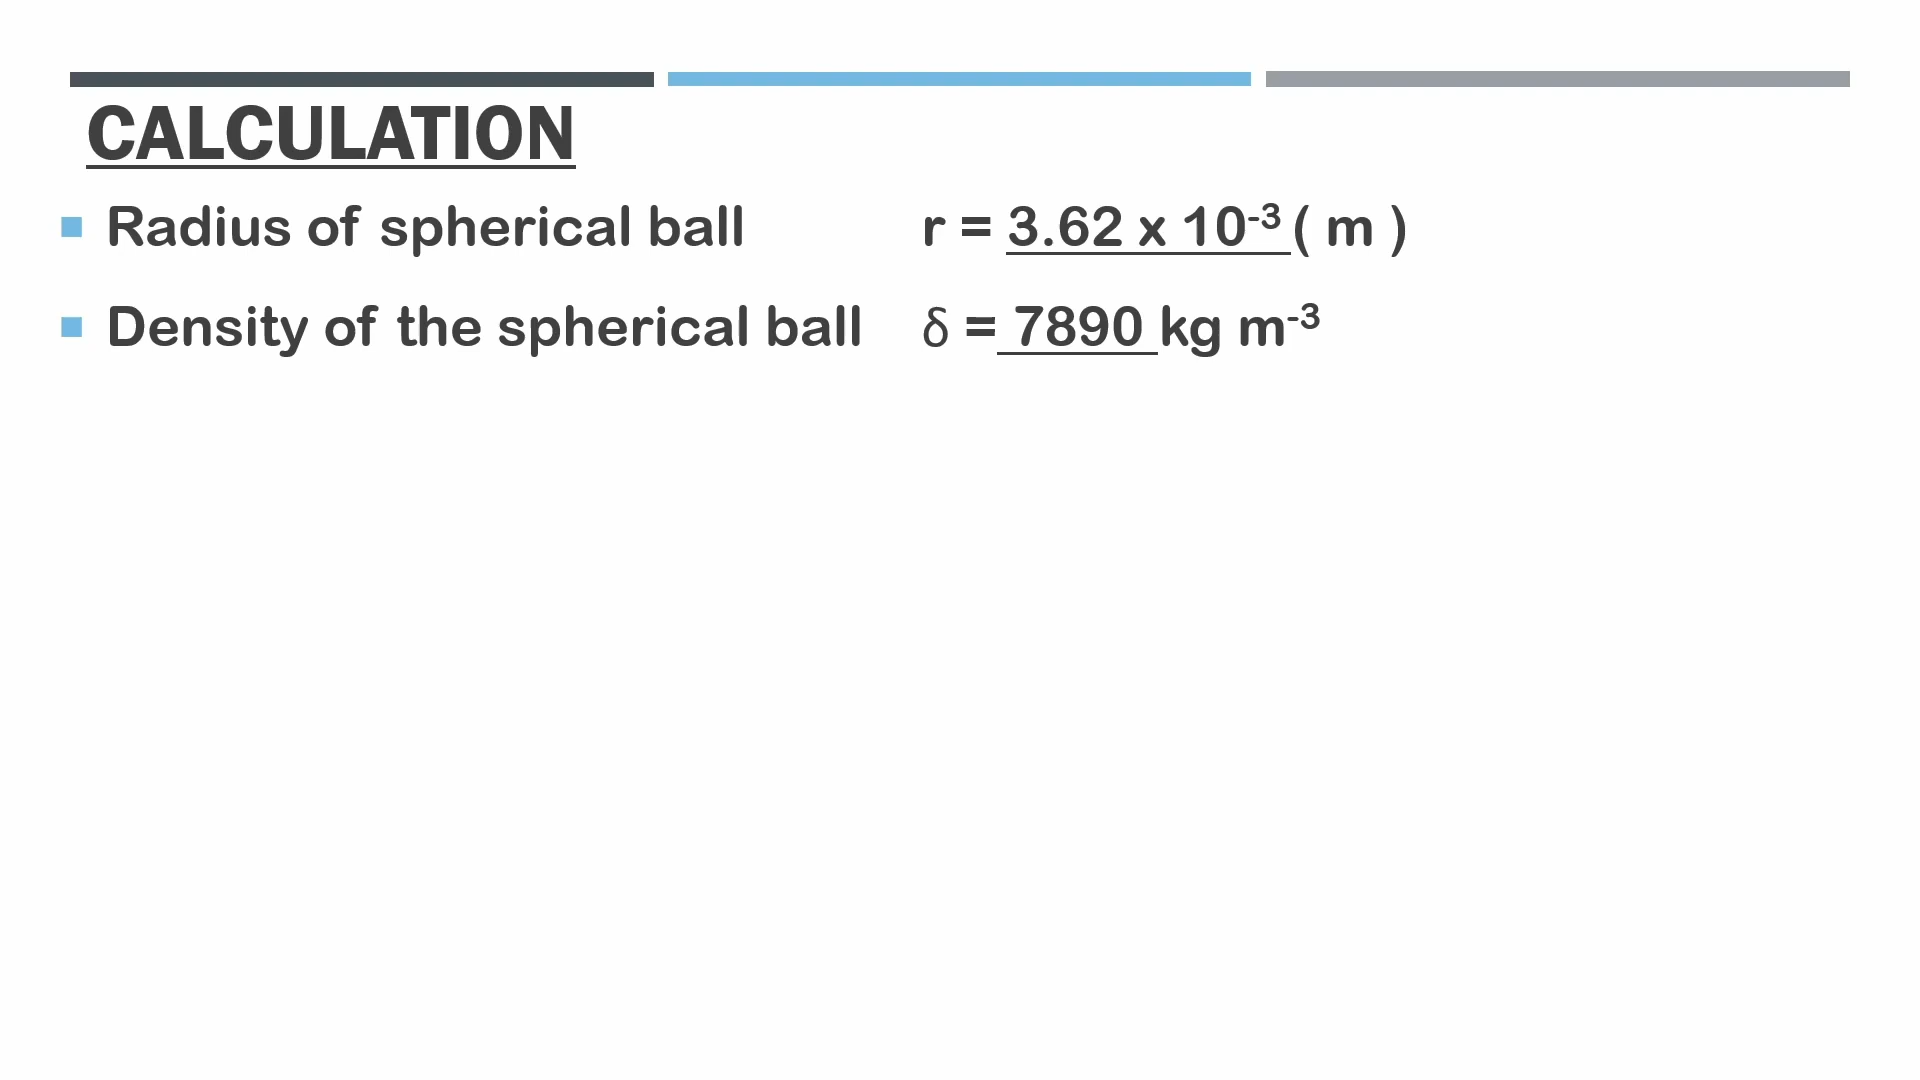 CALCULATION
Radius of spherical ball r = 3.62 x 10⁻³ ( m )
Density of the spherical ball δ = 7890 kg m⁻³